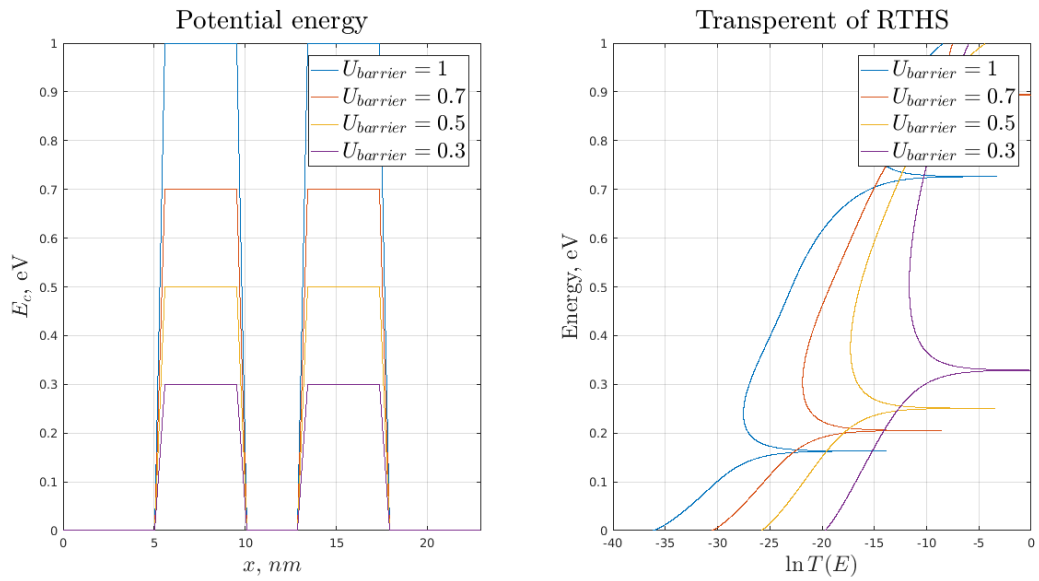 Potential energy
1
0.9
0.8
0.7
0.6
0.5
0.4
0.3
0.2
0.1
0
E_c, eV
0 5 10 15 20
x, nm
U_barrier = 1
U_barrier = 0.7
U_barrier = 0.5
U_barrier = 0.3
Transperent of RTHS
1
0.9
0.8
0.7
0.6
0.5
0.4
0.3
0.2
0.1
0
Energy, eV
-40 -35 -30 -25 -20 -15 -10 -5 0
ln T(E)
U_barrier = 1
U_barrier = 0.7
U_barrier = 0.5
U_barrier = 0.3